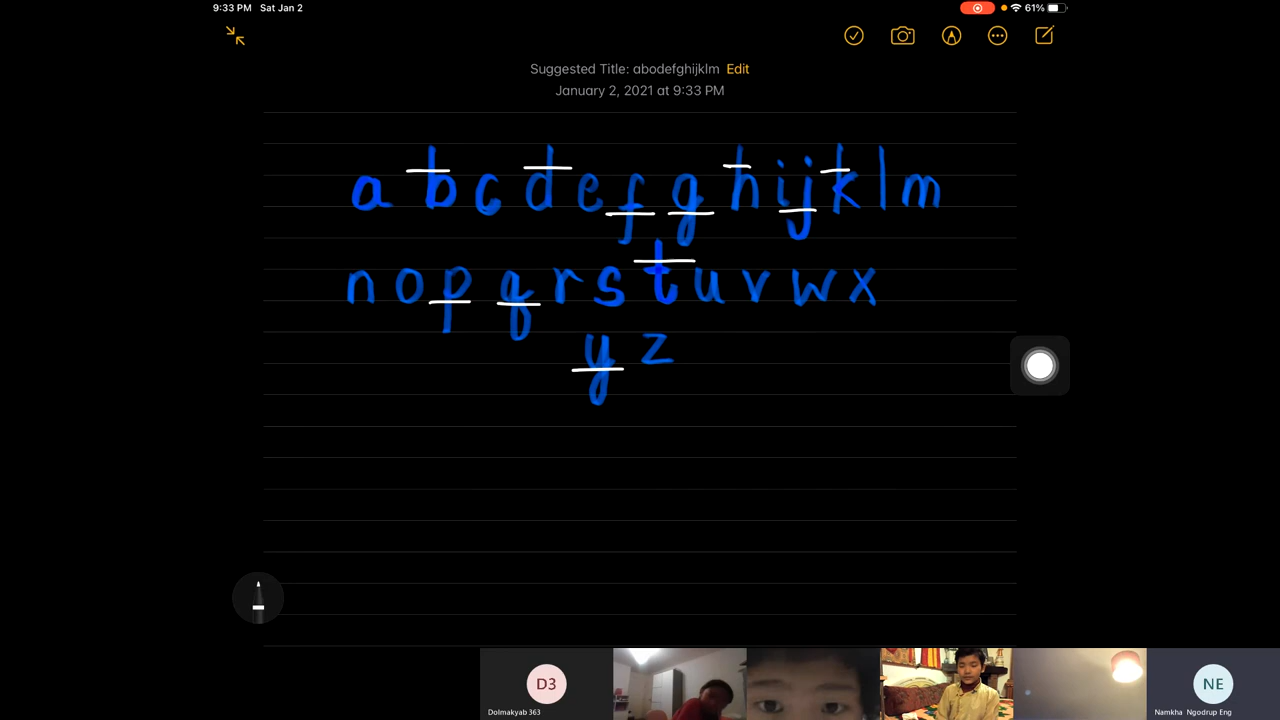 9:33 PM Sat Jan 2 61%
Suggested Title: abodefghijklm Edit
January 2, 2021 at 9:33 PM
a b c d e f g h i j k l m
n o p q r s t u v w x
y z
D3 NE
Dolmakyab 363 Namkha Ngodrup Eng